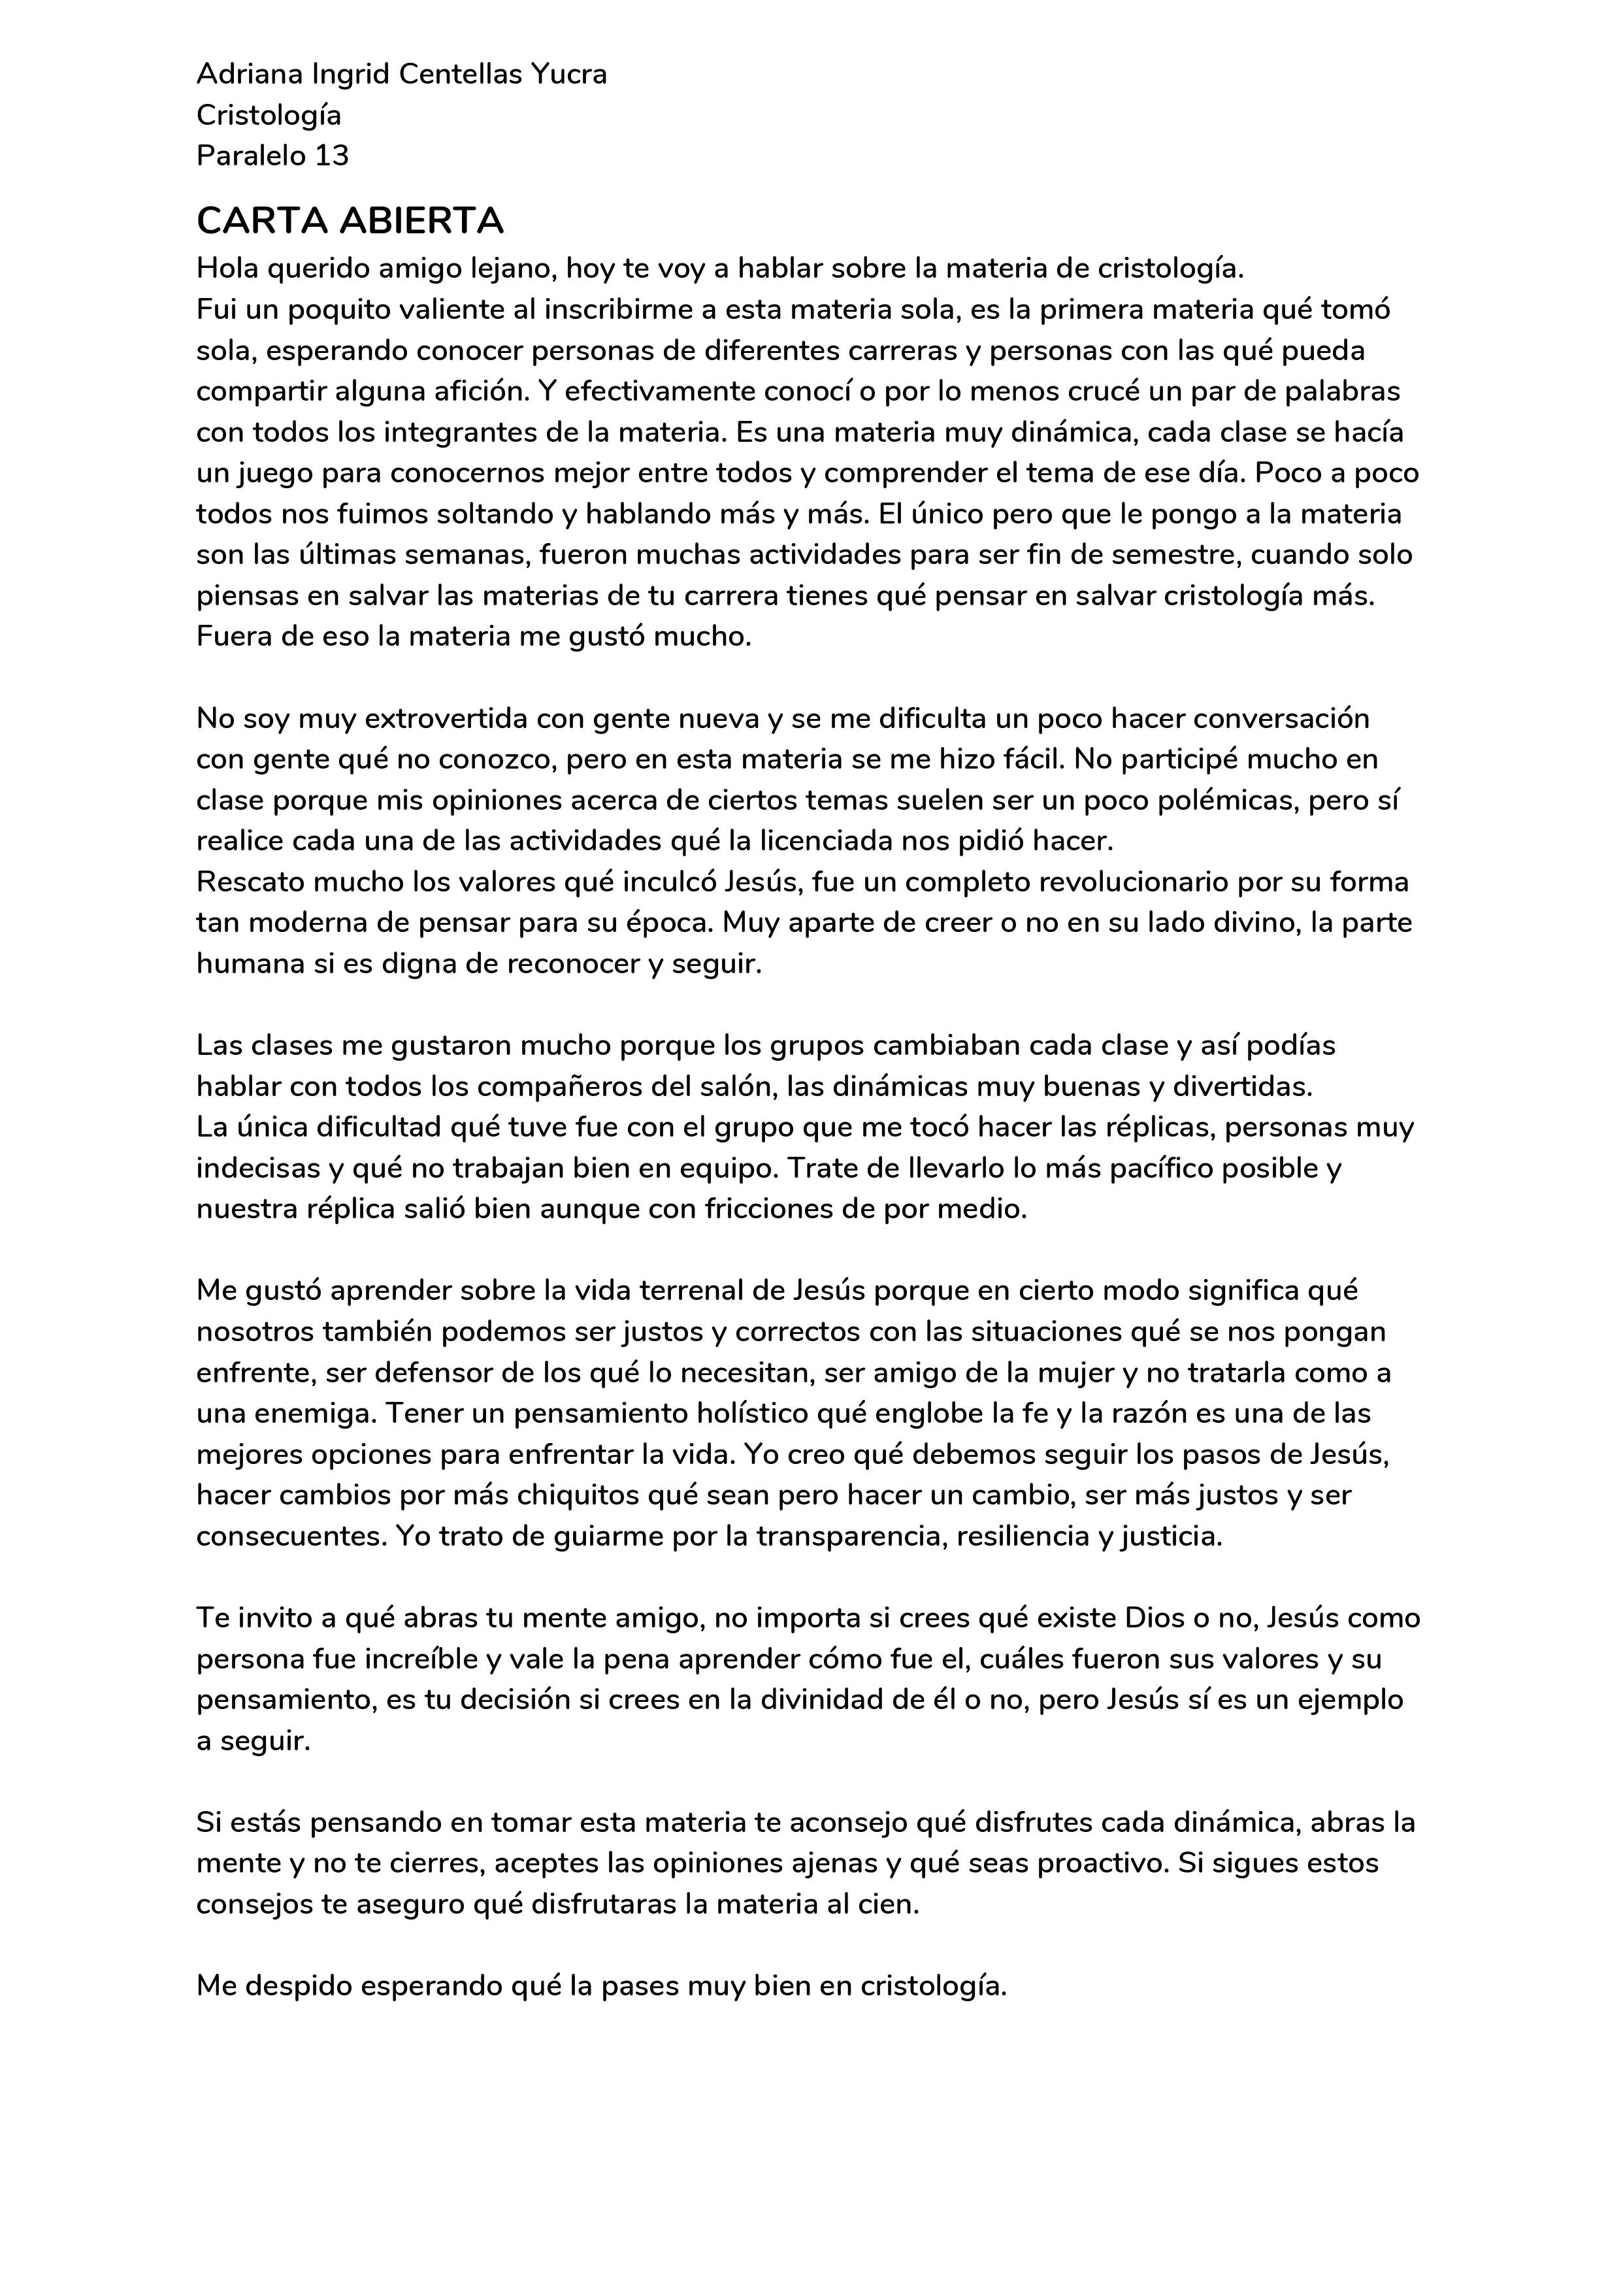 Adriana Ingrid Centellas Yucra
Cristología
Paralelo 13
CARTA ABIERTA
Hola querido amigo lejano, hoy te voy a hablar sobre la materia de cristología.
Fui un poquito valiente al inscribirme a esta materia sola, es la primera materia qué tomó
sola, esperando conocer personas de diferentes carreras y personas con las qué pueda
compartir alguna afición. Y efectivamente conocí o por lo menos crucé un par de palabras
con todos los integrantes de la materia. Es una materia muy dinámica, cada clase se hacía
un juego para conocernos mejor entre todos y comprender el tema de ese día. Poco a poco
todos nos fuimos soltando y hablando más y más. El único pero que le pongo a la materia
son las últimas semanas, fueron muchas actividades para ser fin de semestre, cuando solo
piensas en salvar las materias de tu carrera tienes qué pensar en salvar cristología más.
Fuera de eso la materia me gustó mucho.
No soy muy extrovertida con gente nueva y se me dificulta un poco hacer conversación
con gente qué no conozco, pero en esta materia se me hizo fácil. No participé mucho en
clase porque mis opiniones acerca de ciertos temas suelen ser un poco polémicas, pero sí
realice cada una de las actividades qué la licenciada nos pidió hacer.
Rescato mucho los valores qué inculcó Jesús, fue un completo revolucionario por su forma
tan moderna de pensar para su época. Muy aparte de creer o no en su lado divino, la parte
humana si es digna de reconocer y seguir.
Las clases me gustaron mucho porque los grupos cambiaban cada clase y así podías
hablar con todos los compañeros del salón, las dinámicas muy buenas y divertidas.
La única dificultad qué tuve fue con el grupo que me tocó hacer las réplicas, personas muy
indecisas y qué no trabajan bien en equipo. Trate de llevarlo lo más pacífico posible y
nuestra réplica salió bien aunque con fricciones de por medio.
Me gustó aprender sobre la vida terrenal de Jesús porque en cierto modo significa qué
nosotros también podemos ser justos y correctos con las situaciones qué se nos pongan
enfrente, ser defensor de los qué lo necesitan, ser amigo de la mujer y no tratarla como a
una enemiga. Tener un pensamiento holístico qué englobe la fe y la razón es una de las
mejores opciones para enfrentar la vida. Yo creo qué debemos seguir los pasos de Jesús,
hacer cambios por más chiquitos qué sean pero hacer un cambio, ser más justos y ser
consecuentes. Yo trato de guiarme por la transparencia, resiliencia y justicia.
Te invito a qué abras tu mente amigo, no importa si crees qué existe Dios o no, Jesús como
persona fue increíble y vale la pena aprender cómo fue el, cuáles fueron sus valores y su
pensamiento, es tu decisión si crees en la divinidad de él o no, pero Jesús sí es un ejemplo
a seguir.
Si estás pensando en tomar esta materia te aconsejo qué disfrutes cada dinámica, abras la
mente y no te cierres, aceptes las opiniones ajenas y qué seas proactivo. Si sigues estos
consejos te aseguro qué disfrutaras la materia al cien.
Me despido esperando qué la pases muy bien en cristología.